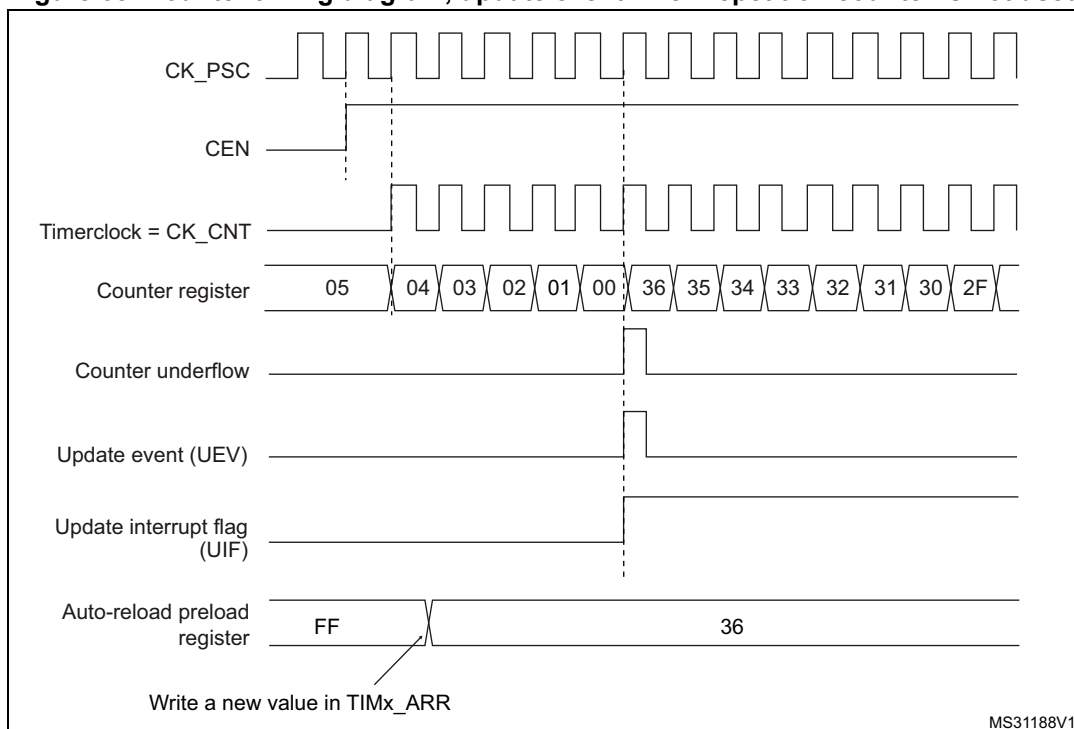 CK_PSC
CEN
Timerclock = CK_CNT
Counter register 05 04 03 02 01 00 36 35 34 33 32 31 30 2F
Counter underflow
Update event (UEV)
Update interrupt flag
(UIF)
Auto-reload preload
register
FF 36
Write a new value in TIMx_ARR
MS31188V1